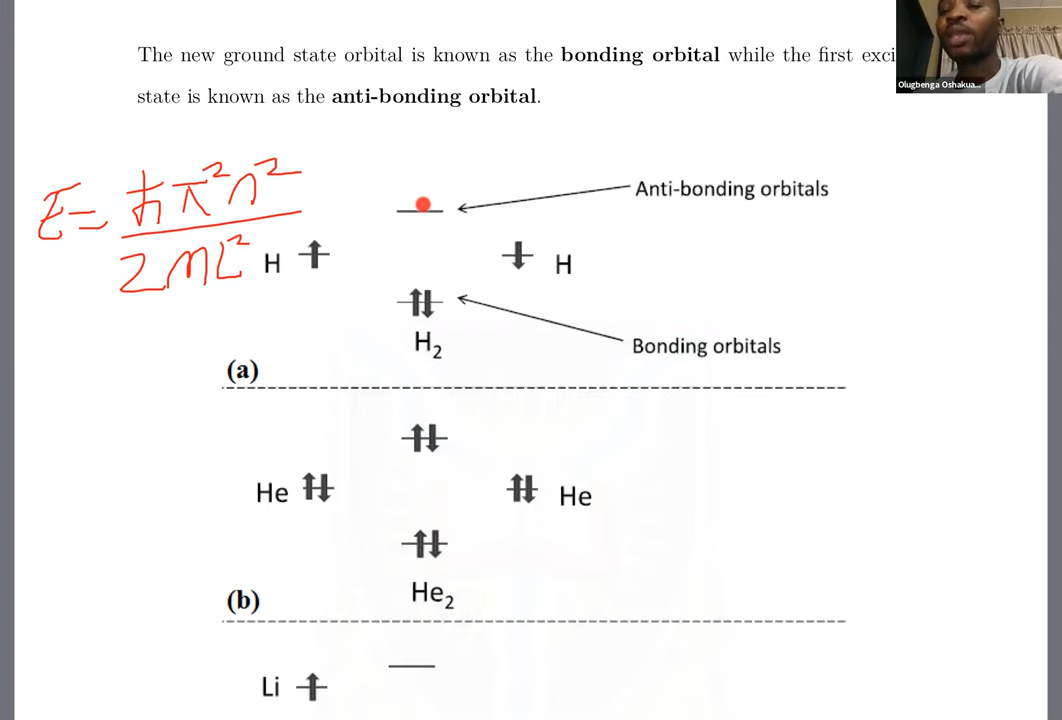 The new ground state orbital is known as the bonding orbital while the first exci
state is known as the anti-bonding orbital.
Olugbenga Oshakua...
E = ħπ²n²
2mL²
Anti-bonding orbitals
H
H
H₂
Bonding orbitals
(a)
He
He
He₂
(b)
Li